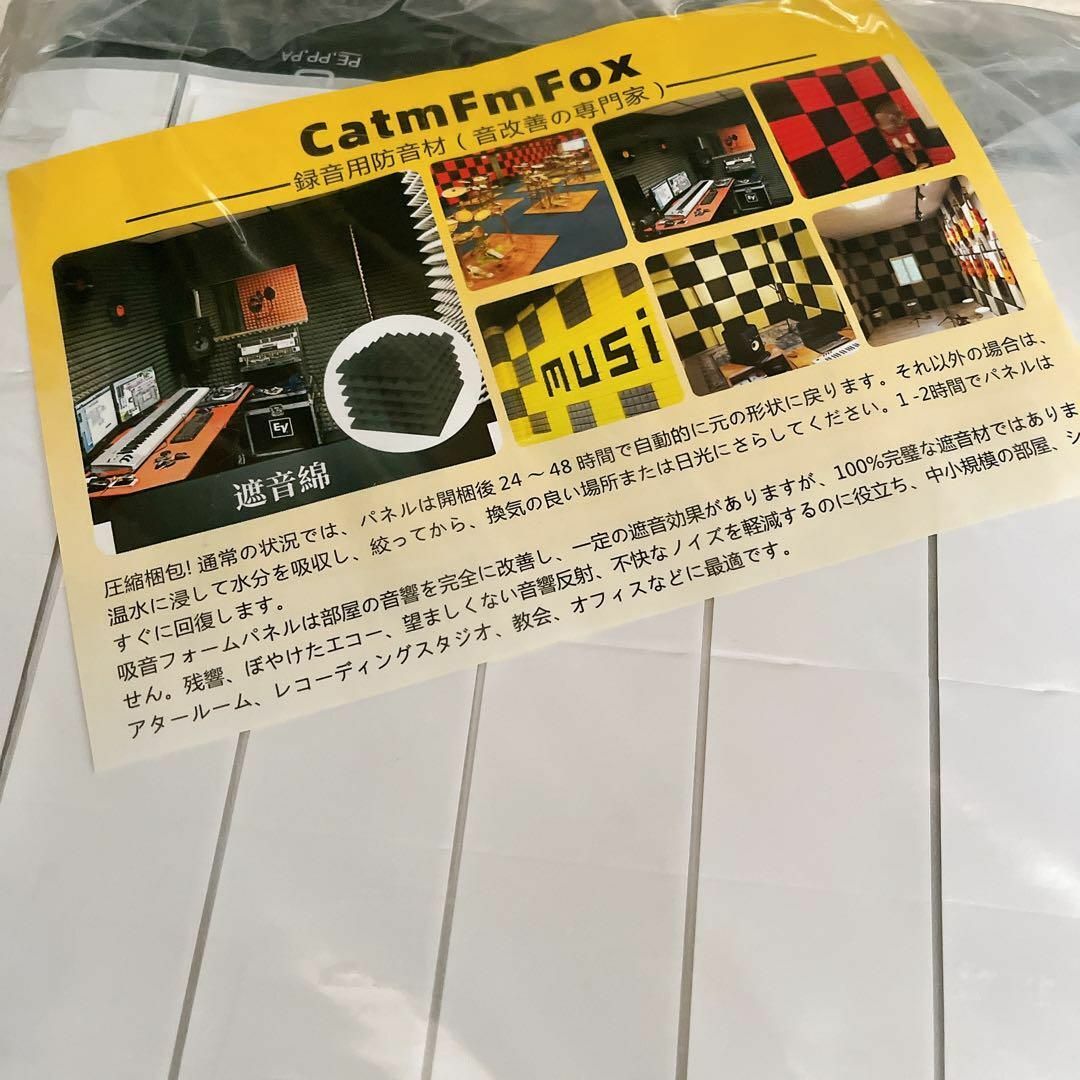 PE,PP,PA
CatmFmFox
録音用防音材(音改善の専門家)
EV
musi
遮音綿
圧縮梱包!通常の状況では、パネルは開梱後24～48時間で自動的に元の形状に戻ります。それ以外の場合は、
温水に浸して水分を吸収し、絞ってから、換気の良い場所または日光にさらしてください。1-2時間でパネルは
すぐに回復します。
吸音フォームパネルは部屋の音響を完全に改善し、一定の遮音効果がありますが、100%完璧な遮音材ではありま
せん。残響、ぼやけたエコー、望ましくない音響反射、不快なノイズを軽減するのに役立ち、中小規模の部屋、シ
アタールーム、レコーディングスタジオ、教会、オフィスなどに最適です。